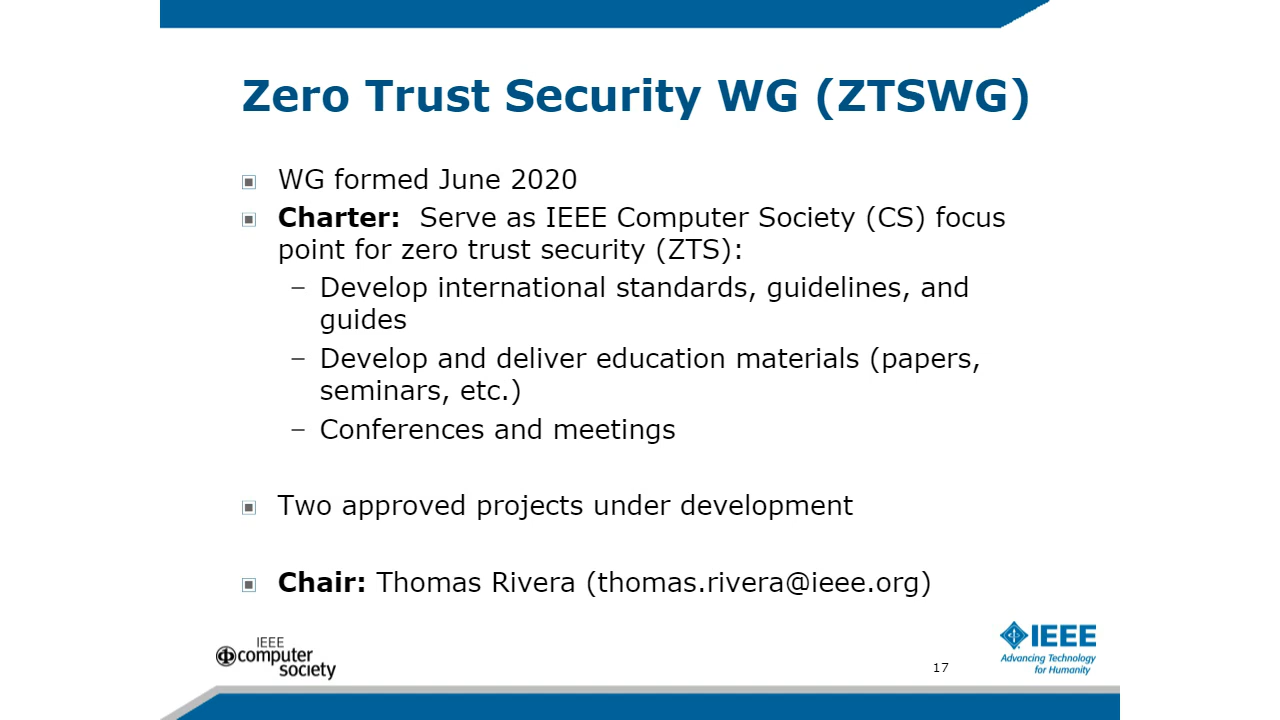 Zero Trust Security WG (ZTSWG)
WG formed June 2020
Charter: Serve as IEEE Computer Society (CS) focus
point for zero trust security (ZTS):
– Develop international standards, guidelines, and
guides
– Develop and deliver education materials (papers,
seminars, etc.)
– Conferences and meetings
Two approved projects under development
Chair: Thomas Rivera (thomas.rivera@ieee.org)
IEEE
computer
society
17
IEEE
Advancing Technology
for Humanity